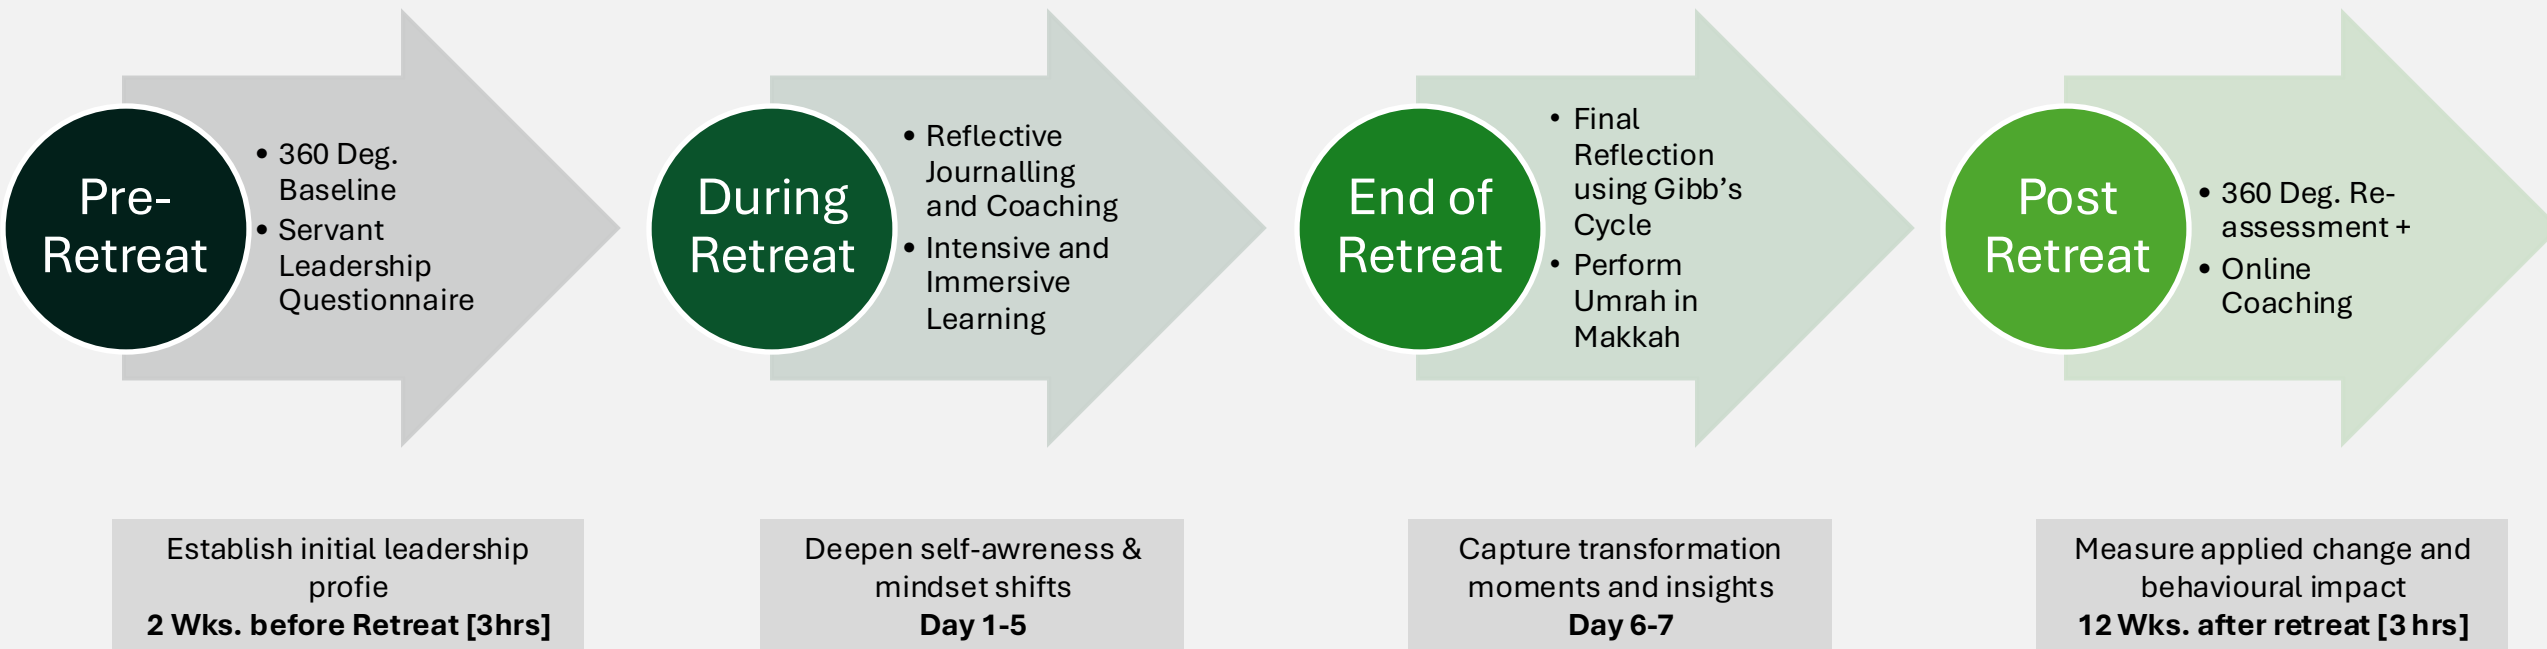 Pre-
Retreat
• 360 Deg.
Baseline
• Servant
Leadership
Questionnaire
During
Retreat
• Reflective
Journalling
and Coaching
• Intensive and
Immersive
Learning
End of
Retreat
• Final
Reflection
using Gibb’s
Cycle
• Perform
Umrah in
Makkah
Post
Retreat
• 360 Deg. Re-
assessment +
• Online
Coaching
Establish initial leadership
profie
2 Wks. before Retreat [3hrs]
Deepen self-awreness &
mindset shifts
Day 1-5
Capture transformation
moments and insights
Day 6-7
Measure applied change and
behavioural impact
12 Wks. after retreat [3 hrs]